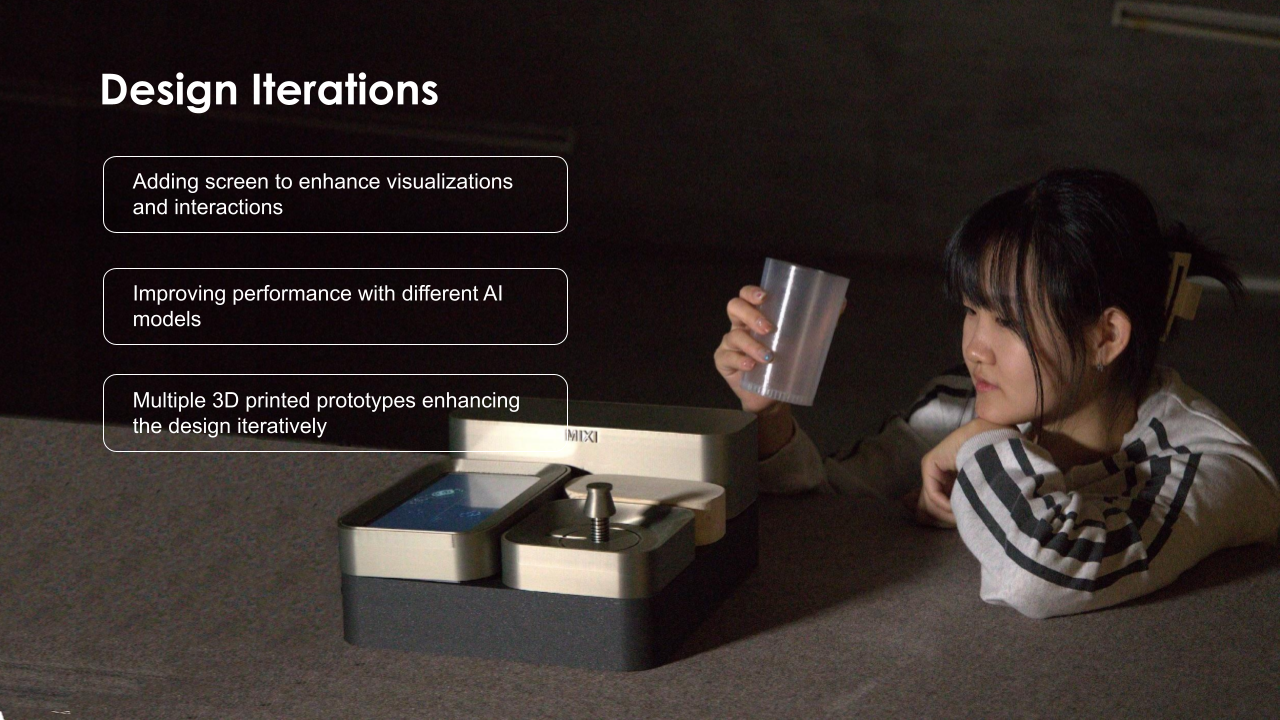 Design Iterations
Adding screen to enhance visualizations
and interactions
Improving performance with different AI
models
Multiple 3D printed prototypes enhancing
the design iteratively
MIXI